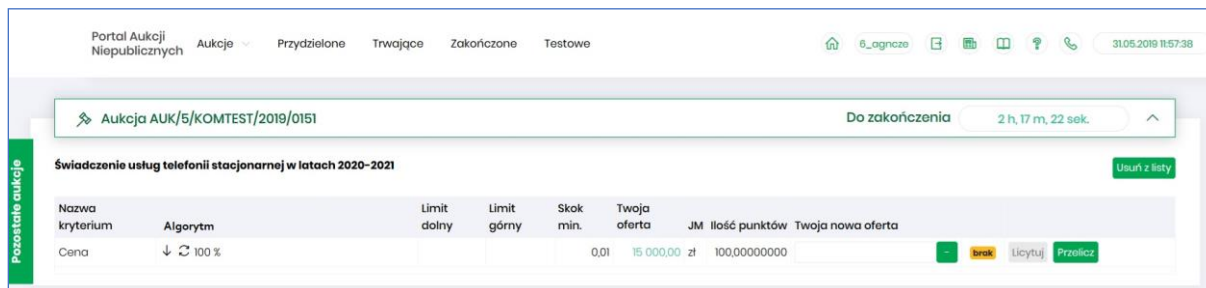 Portal Aukcji
Niepublicznych
Aukcje Przydzielone Trwające Zakończone Testowe 6_agncze 31.05.2019 11:57:38
Aukcja AUK/5/KOMTEST/2019/0151 Do zakończenia 2 h, 17 m, 22 sek.
Pozostałe aukcje
Świadczenie usług telefonii stacjonarnej w latach 2020-2021 Usuń z listy
Nazwa kryterium Algorytm Limit dolny Limit górny Skok min. Twoja oferta JM Ilość punktów Twoja nowa oferta
Cena ↓ 100 % 0,01 15 000,00 zł 100,00000000 - brak Licytuj Przelicz